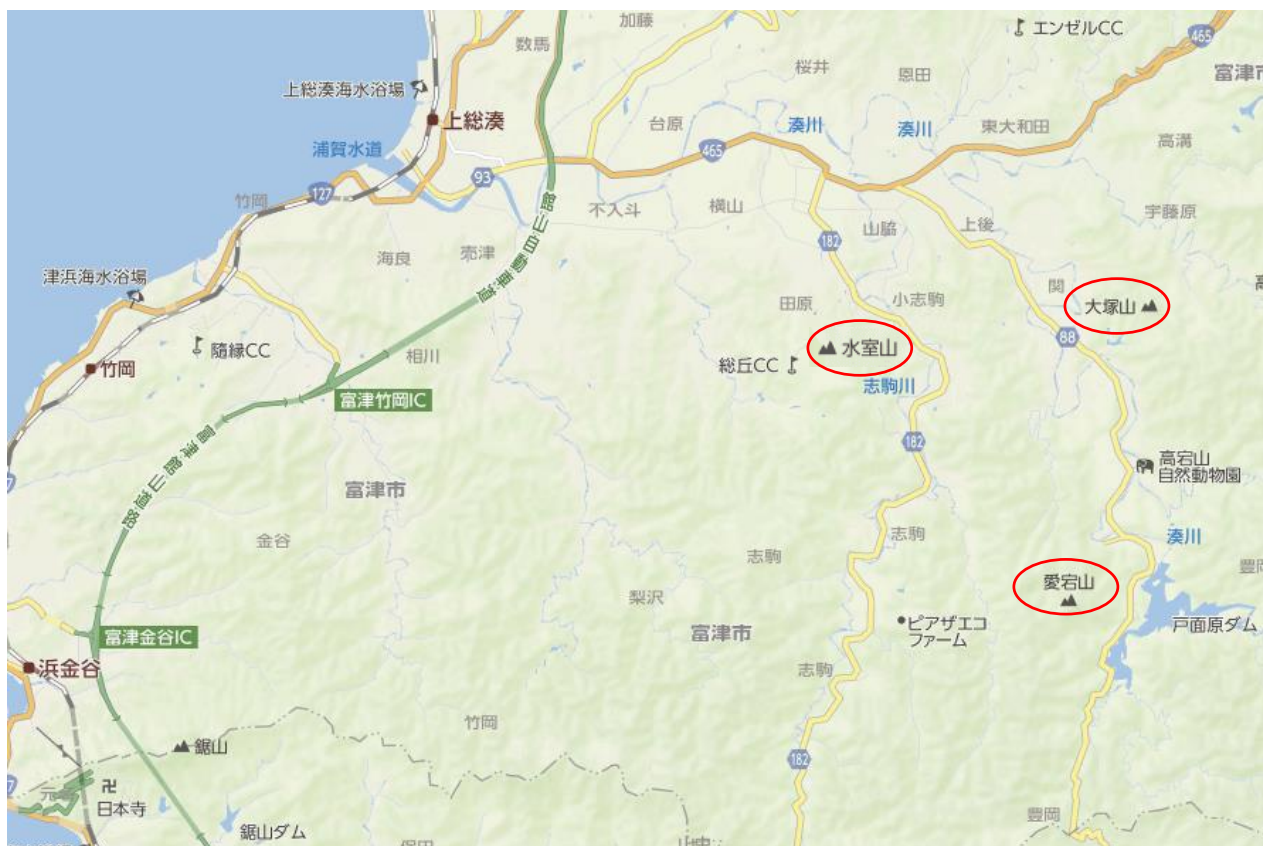 加藤
エンゼルCC
465
数馬
桜井
恩田
富津市
上総湊海水浴場
上総湊
台原
湊川
湊川
東大和田
高溝
浦賀水道
465
93
127
竹岡
不入斗
横山
宇藤原
山脇
上後
182
海良
売津
館山自動車道
津浜海水浴場
関
大塚山
田原
小志駒
88
隨縁CC
相川
総丘CC
水室山
竹岡
志駒川
富津竹岡IC
182
富津館山道路
高宕山
自然動物園
富津市
金谷
志駒
志駒
湊川
豊岡
愛宕山
梨沢
富津市
ピアザエコ
ファーム
戸面原ダム
富津金谷IC
浜金谷
志駒
竹岡
鋸山
182
日本寺
豊岡
鋸山ダム